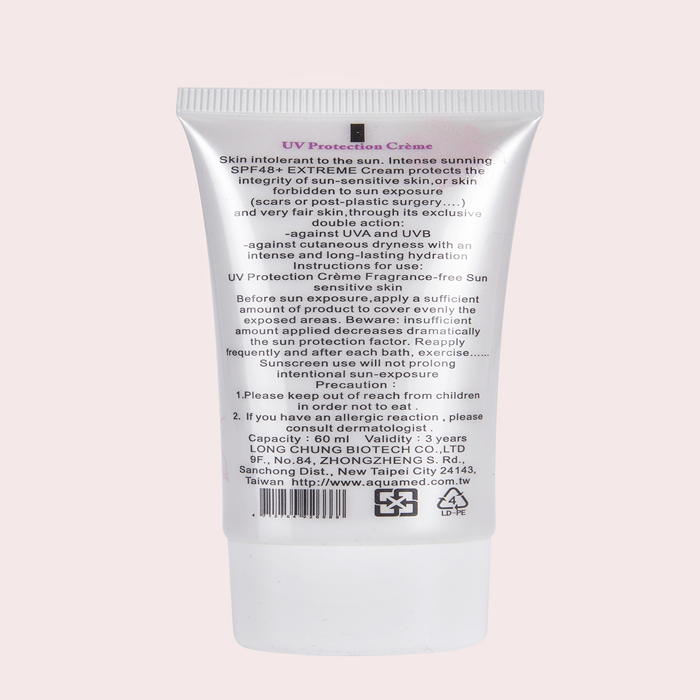 UV Protection Crème
Skin intolerant to the sun. Intense sunning.
SPF48+ EXTREME Cream protects the
integrity of sun-sensitive skin,or skin
forbidden to sun exposure
(scars or post-plastic surgery....)
and very fair skin,through its exclusive
double action:
-against UVA and UVB
-against cutaneous dryness with an
intense and long-lasting hydration
Instructions for use:
UV Protection Crème Fragrance-free Sun
sensitive skin
Before sun exposure,apply a sufficient
amount of product to cover evenly the
exposed areas. Beware: insufficient
amount applied decreases dramatically
the sun protection factor. Reapply
frequently and after each bath, exercise......
Sunscreen use will not prolong
intentional sun-exposure
Precaution :
1.Please keep out of reach from children
in order not to eat .
2. If you have an allergic reaction , please
consult dermatologist .
Capacity : 60 ml Validity : 3 years
LONG CHUNG BIOTECH CO.,LTD
9F., No.84, ZHONGZHENG S. Rd.,
Sanchong Dist., New Taipei City 24143,
Taiwan http://www.aquamed.com.tw
4
LD-PE